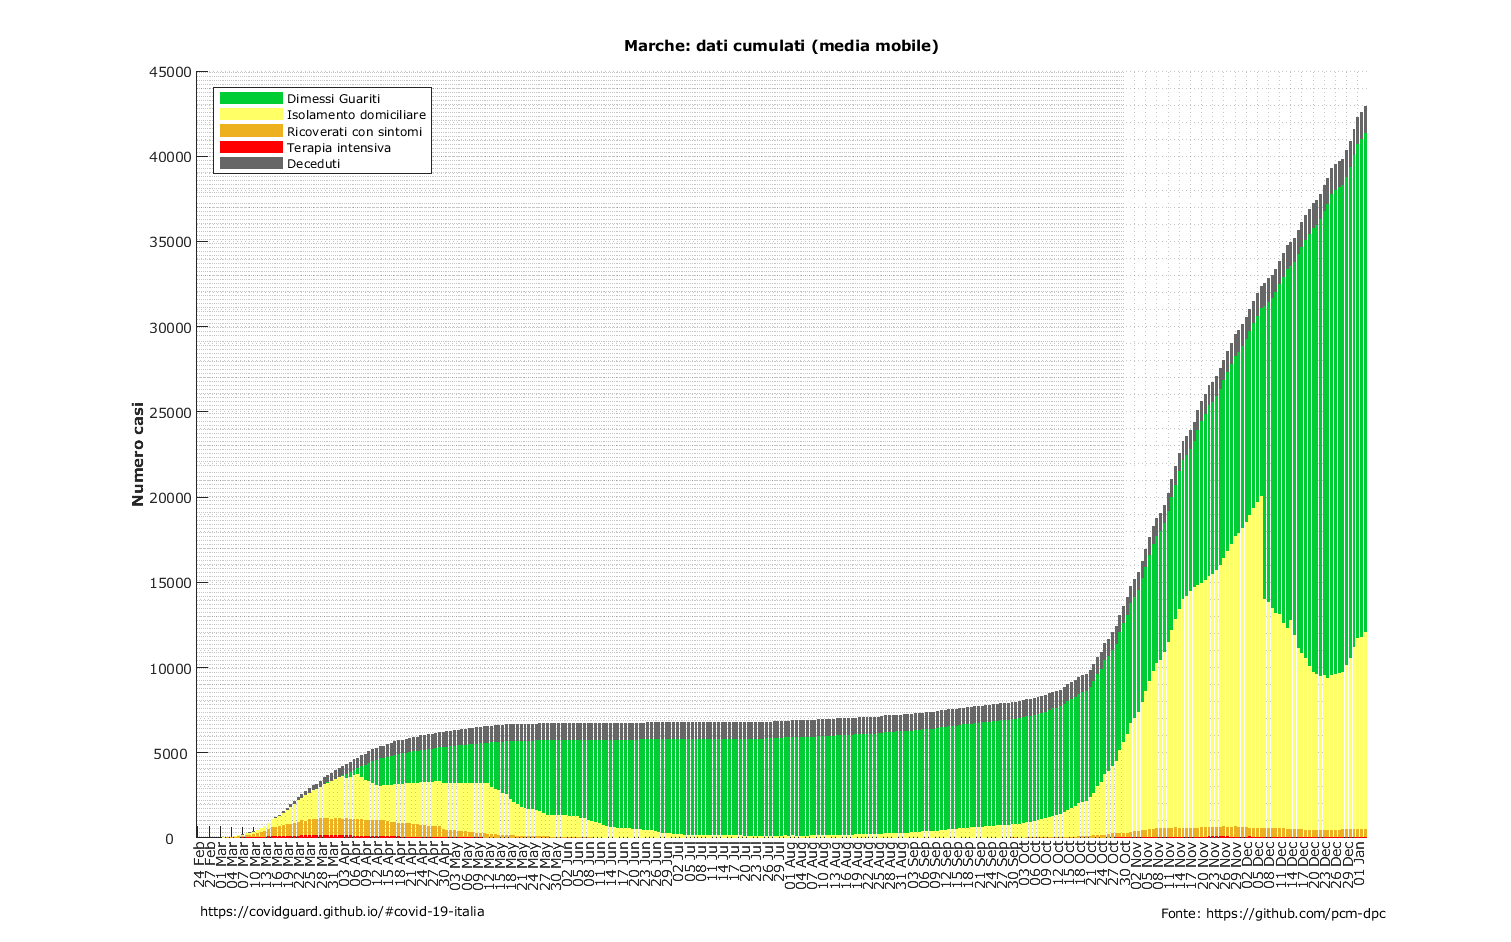 Marche: dati cumulati (media mobile)
45000
40000
35000
30000
25000
20000
15000
10000
5000
0
Numero casi
Dimessi Guariti
Isolamento domiciliare
Ricoverati con sintomi
Terapia intensiva
Deceduti
24 Feb
27 Feb
01 Mar
04 Mar
07 Mar
10 Mar
13 Mar
16 Mar
19 Mar
22 Mar
25 Mar
28 Mar
31 Mar
03 Apr
06 Apr
09 Apr
12 Apr
15 Apr
18 Apr
21 Apr
24 Apr
27 Apr
30 Apr
03 May
06 May
09 May
12 May
15 May
18 May
21 May
24 May
27 May
30 May
02 Jun
05 Jun
08 Jun
11 Jun
14 Jun
17 Jun
20 Jun
23 Jun
26 Jun
29 Jun
02 Jul
05 Jul
08 Jul
11 Jul
14 Jul
17 Jul
20 Jul
23 Jul
26 Jul
29 Jul
01 Aug
04 Aug
07 Aug
10 Aug
13 Aug
16 Aug
19 Aug
22 Aug
25 Aug
28 Aug
31 Aug
03 Sep
06 Sep
09 Sep
12 Sep
15 Sep
18 Sep
21 Sep
24 Sep
27 Sep
30 Sep
03 Oct
06 Oct
09 Oct
12 Oct
15 Oct
18 Oct
21 Oct
24 Oct
27 Oct
30 Oct
02 Nov
05 Nov
08 Nov
11 Nov
14 Nov
17 Nov
20 Nov
23 Nov
26 Nov
29 Nov
02 Dec
05 Dec
08 Dec
11 Dec
14 Dec
17 Dec
20 Dec
23 Dec
26 Dec
29 Dec
01 Jan
https://covidguard.github.io/#covid-19-italia
Fonte: https://github.com/pcm-dpc